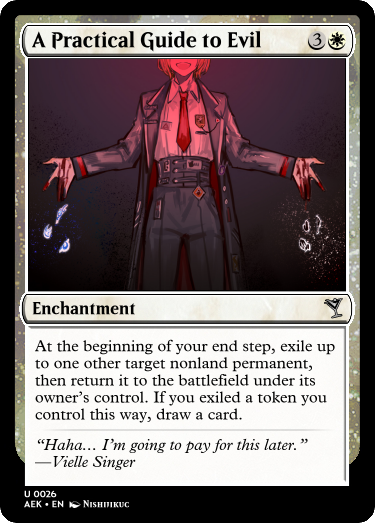 A Practical Guide to Evil 3
Enchantment
At the beginning of your end step, exile up
to one other target nonland permanent,
then return it to the battlefield under its
owner's control. If you exiled a token you
control this way, draw a card.
“Haha… I'm going to pay for this later.”
—Vielle Singer
U 0026
AEK • EN Nishijikuc